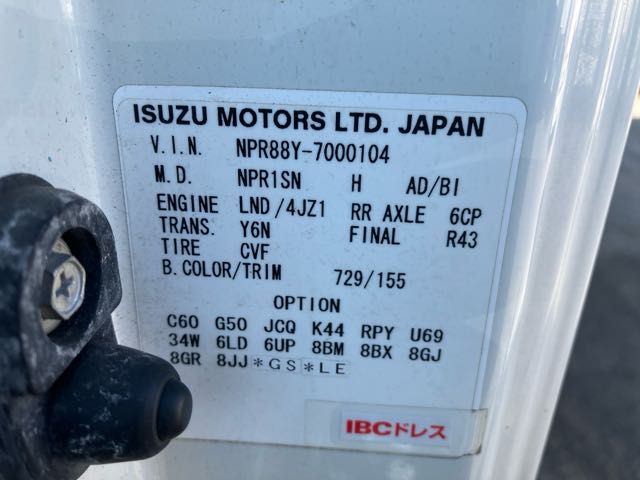 ISUZU MOTORS LTD. JAPAN
V.I.N. NPR88Y-7000104
M.D. NPR1SN H AD/BI
ENGINE LND/4JZ1 RR AXLE 6CP
TRANS. Y6N FINAL R43
TIRE CVF
B.COLOR/TRIM 729/155
OPTION
C60 G50 JCQ K44 RPY U69
34W 6LD 6UP 8BM 8BX 8GJ
8GR 8JJ *GS*LE
IBCドレス